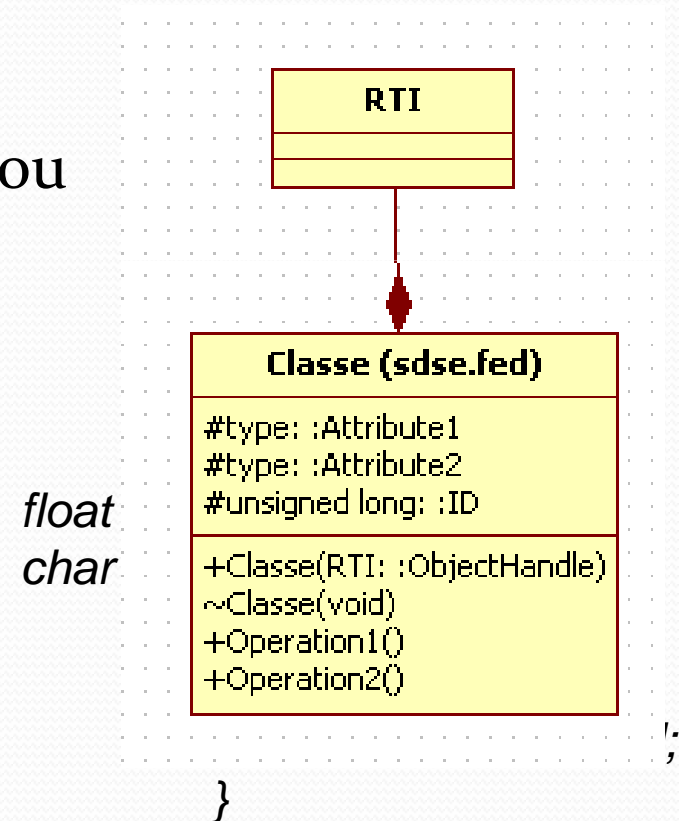 RTI
ou
Classe (sdse.fed)
#type: :Attribute1
#type: :Attribute2
#unsigned long: :ID
float
char
+Classe(RTI: :ObjectHandle)
~Classe(void)
+Operation1()
+Operation2()
;
}